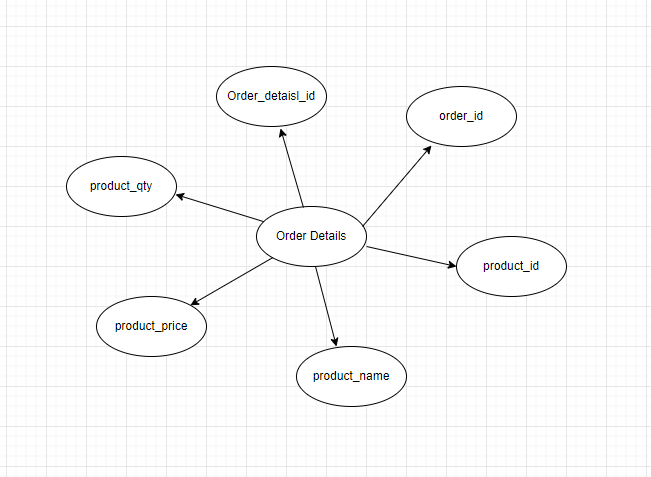 Order_detaisl_id
order_id
product_qty
Order Details
product_id
product_price
product_name